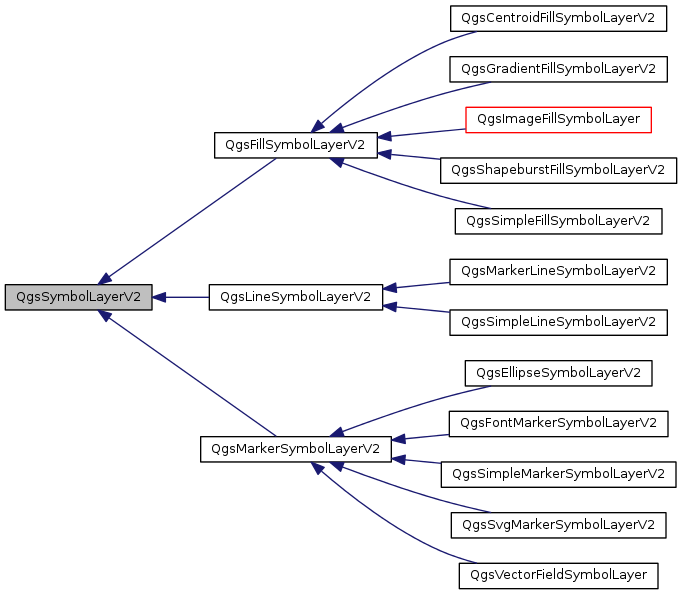 QgsCentroidFillSymbolLayerV2
QgsGradientFillSymbolLayerV2
QgsImageFillSymbolLayer
QgsFillSymbolLayerV2
QgsShapeburstFillSymbolLayerV2
QgsSimpleFillSymbolLayerV2
QgsMarkerLineSymbolLayerV2
QgsSymbolLayerV2
QgsLineSymbolLayerV2
QgsSimpleLineSymbolLayerV2
QgsEllipseSymbolLayerV2
QgsFontMarkerSymbolLayerV2
QgsMarkerSymbolLayerV2
QgsSimpleMarkerSymbolLayerV2
QgsSvgMarkerSymbolLayerV2
QgsVectorFieldSymbolLayer